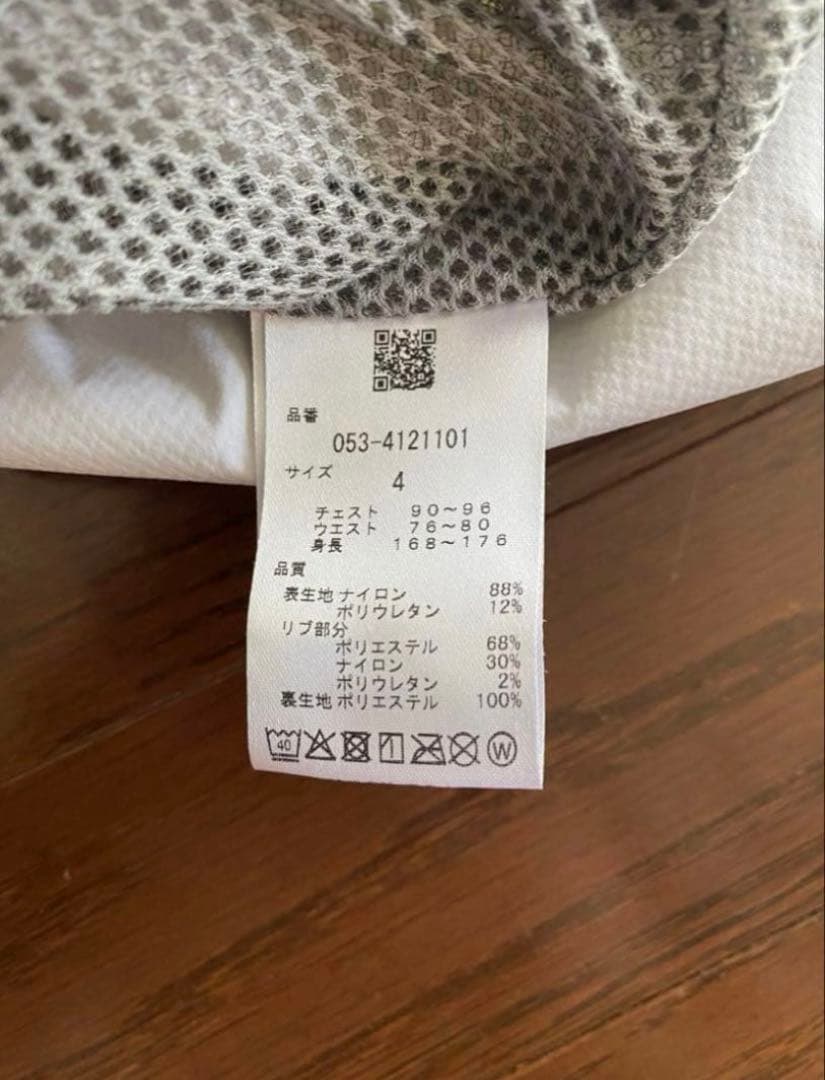 品番
053-4121101
サイズ
4
チェスト 90〜96
ウエスト 76〜80
身長 168〜176
品質
表生地 ナイロン 88%
ポリウレタン 12%
リブ部分
ポリエステル 68%
ナイロン 30%
ポリウレタン 2%
裏生地 ポリエステル 100%
40 W